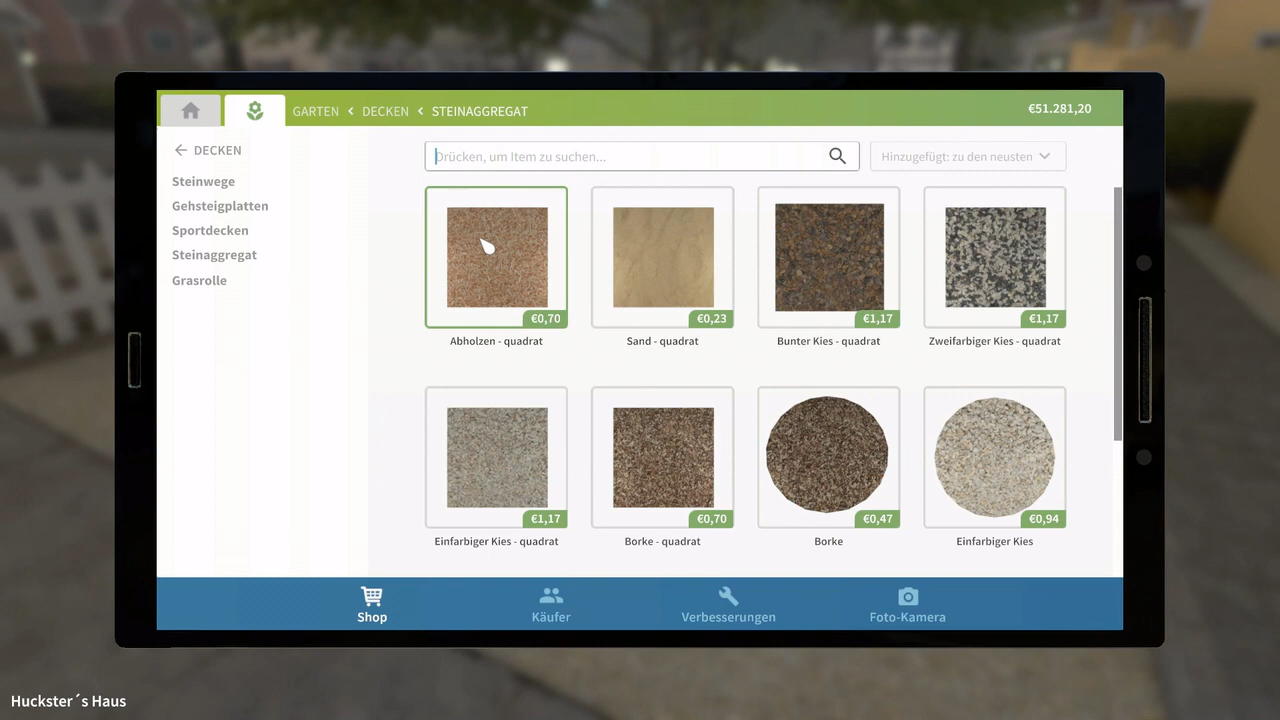 GARTEN < DECKEN < STEINAGGREGAT
€51.281,20
← DECKEN
Steinwege
Gehsteigplatten
Sportdecken
Steinaggregat
Grasrolle
Drücken, um Item zu suchen...
Hinzugefügt: zu den neusten
€0,70
€0,23
€1,17
€1,17
Abholzen - quadrat
Sand - quadrat
Bunter Kies - quadrat
Zweifarbiger Kies - quadrat
€1,17
€0,70
€0,47
€0,94
Einfarbiger Kies - quadrat
Borke - quadrat
Borke
Einfarbiger Kies
Shop
Käufer
Verbesserungen
Foto-Kamera
Huckster´s Haus